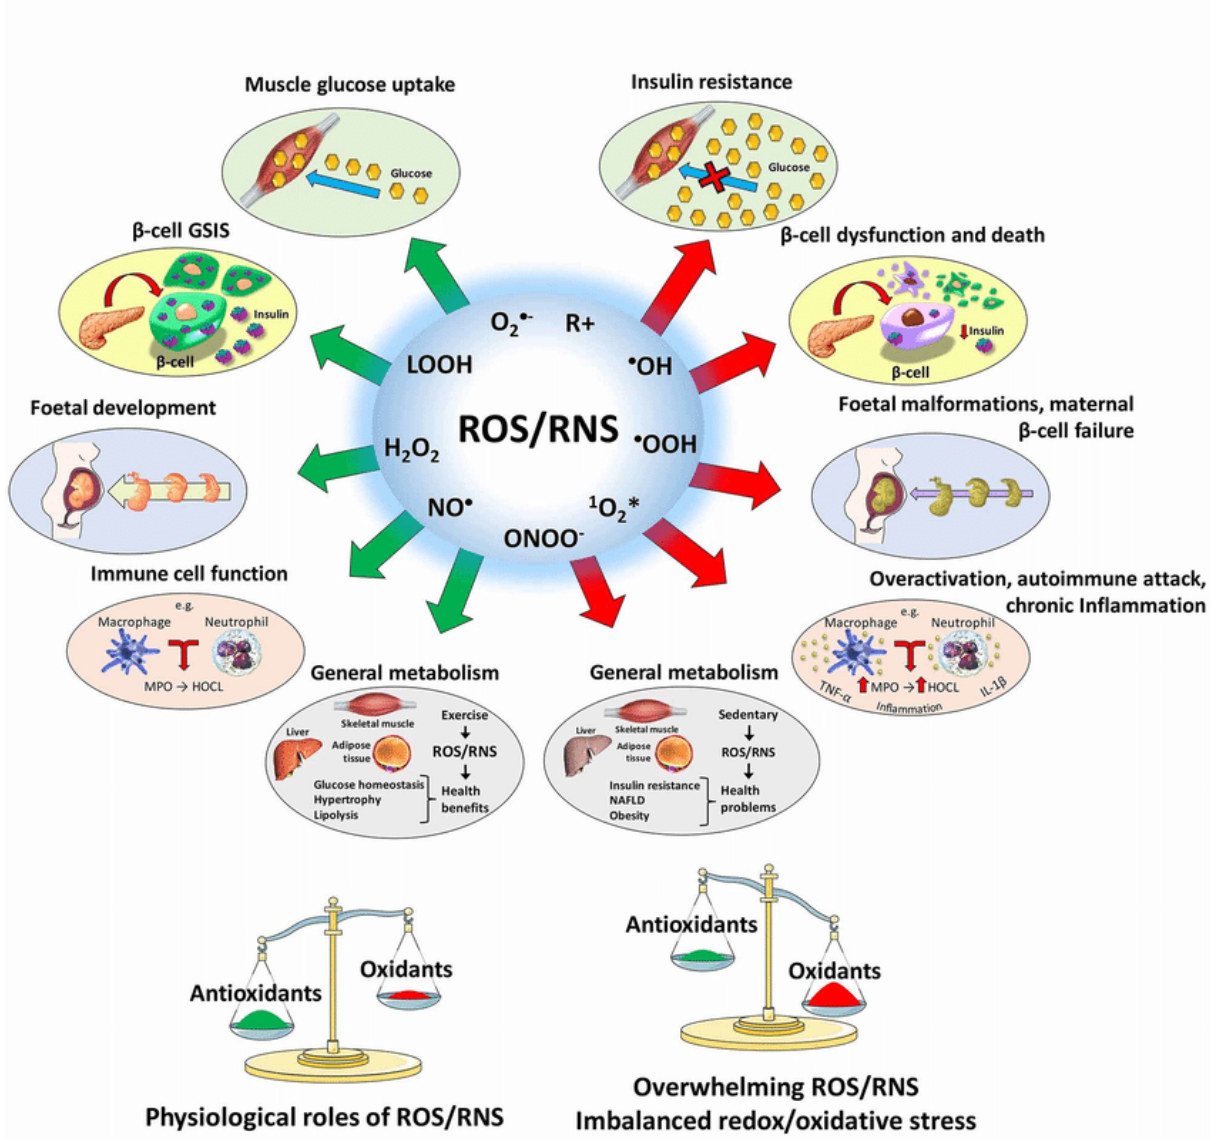 Muscle glucose uptake
Glucose
Insulin resistance
Glucose
β-cell GSIS
Insulin
β-cell
β-cell dysfunction and death
Insulin
β-cell
Foetal development
Foetal malformations, maternal
β-cell failure
O₂•- R+
LOOH •OH
ROS/RNS
H₂O₂ •OOH
NO• ¹O₂*
ONOO-
Immune cell function
e.g.
Macrophage Neutrophil
MPO → HOCL
Overactivation, autoimmune attack,
chronic Inflammation
e.g.
Macrophage Neutrophil
TNF-α MPO → HOCL IL-1β
Inflammation
General metabolism
Skeletal muscle
Liver
Adipose
tissue
Exercise
↓
ROS/RNS
↓
Health
benefits
Glucose homeostasis
Hypertrophy
Lipolysis
General metabolism
Skeletal muscle
Liver
Adipose
tissue
Sedentary
↓
ROS/RNS
↓
Health
problems
Insulin resistance
NAFLD
Obesity
Antioxidants
Oxidants
Physiological roles of ROS/RNS
Antioxidants
Oxidants
Overwhelming ROS/RNS
Imbalanced redox/oxidative stress